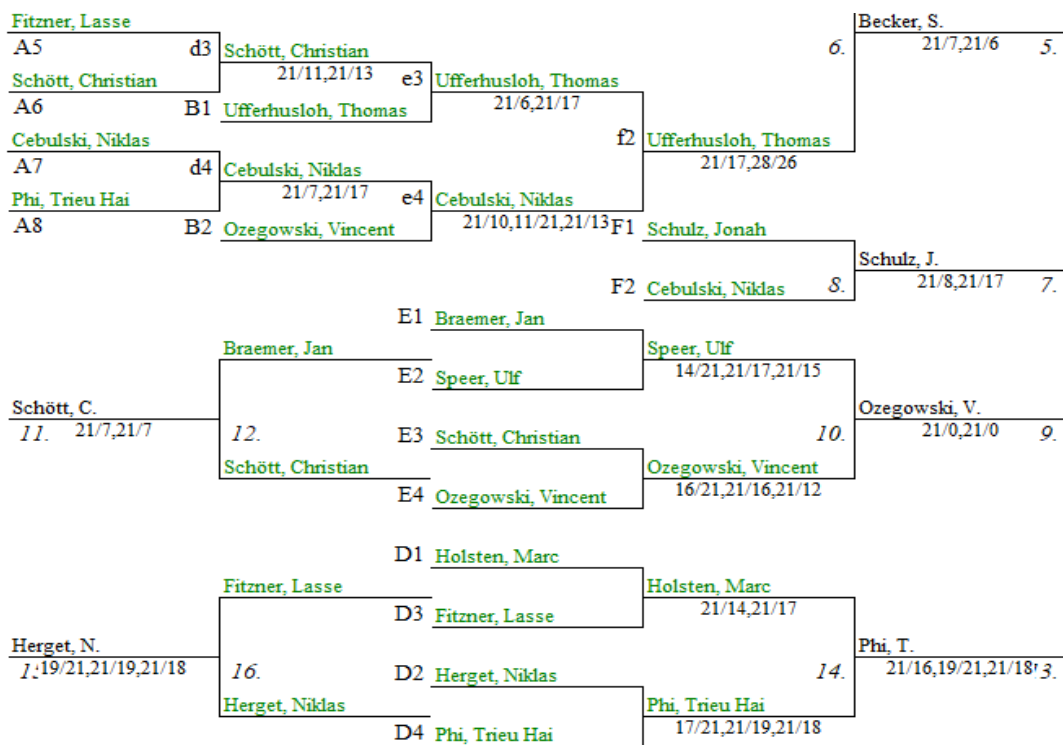 Fitzner, Lasse
Becker, S.
A5
d3
Schött, Christian
6.
21/7,21/6
5.
Schött, Christian
21/11,21/13
e3
Ufferhusloh, Thomas
A6
B1
Ufferhusloh, Thomas
21/6,21/17
Cebulski, Niklas
f2
Ufferhusloh, Thomas
A7
d4
Cebulski, Niklas
21/17,28/26
Phi, Trieu Hai
21/7,21/17
e4
Cebulski, Niklas
A8
B2
Ozegowski, Vincent
21/10,11/21,21/13
F1
Schulz, Jonah
Schulz, J.
F2
Cebulski, Niklas
8.
21/8,21/17
7.
E1
Braemer, Jan
Braemer, Jan
Speer, Ulf
E2
Speer, Ulf
14/21,21/17,21/15
Schött, C.
Ozegowski, V.
11.
21/7,21/7
12.
E3
Schött, Christian
10.
21/0,21/0
9.
Schött, Christian
Ozegowski, Vincent
E4
Ozegowski, Vincent
16/21,21/16,21/12
D1
Holsten, Marc
Fitzner, Lasse
Holsten, Marc
D3
Fitzner, Lasse
21/14,21/17
Herget, N.
Phi, T.
19/21,21/19,21/18
16.
D2
Herget, Niklas
14.
21/16,19/21,21/18
3.
Herget, Niklas
Phi, Trieu Hai
D4
Phi, Trieu Hai
17/21,21/19,21/18